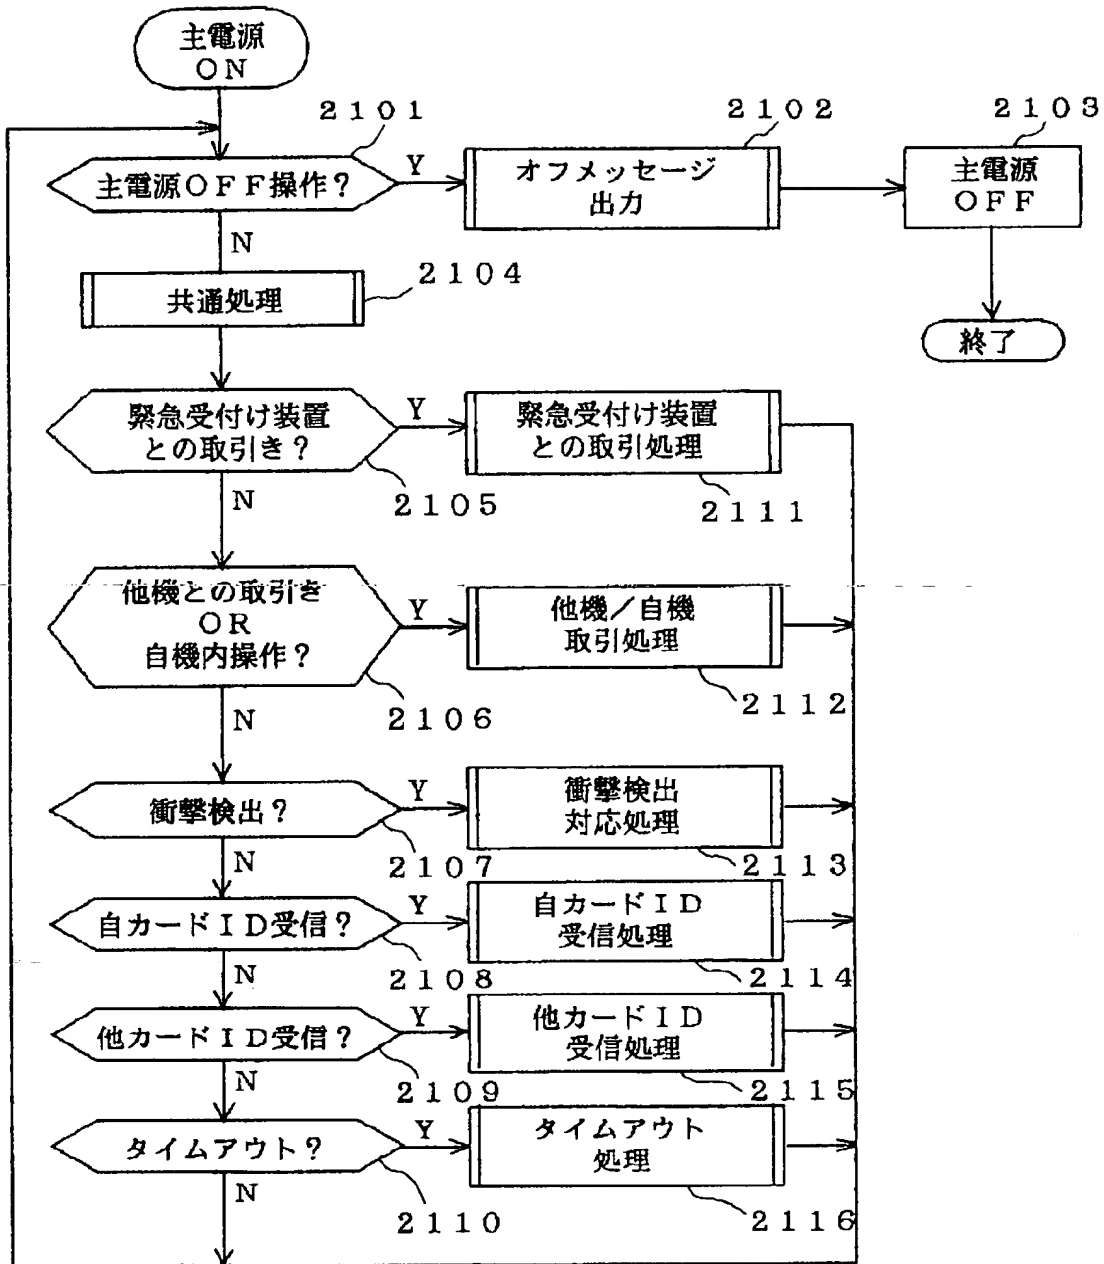 主電源
ＯＮ
２１０１
２１０２
２１０３
主電源ＯＦＦ操作？
Y
オフメッセージ
出力
主電源
ＯＦＦ
N
２１０４
共通処理
終了
緊急受付け装置
との取引き？
Y
緊急受付け装置
との取引処理
２１０５
２１１１
N
他機との取引き
ＯＲ
自機内操作？
Y
他機／自機
取引処理
２１０６
２１１２
N
衝撃検出？
Y
衝撃検出
対応処理
２１０７
２１１３
N
自カードＩＤ受信？
Y
自カードＩＤ
受信処理
２１０８
２１１４
N
他カードＩＤ受信？
Y
他カードＩＤ
受信処理
２１０９
２１１５
N
タイムアウト？
Y
タイムアウト
処理
２１１０
２１１６
N